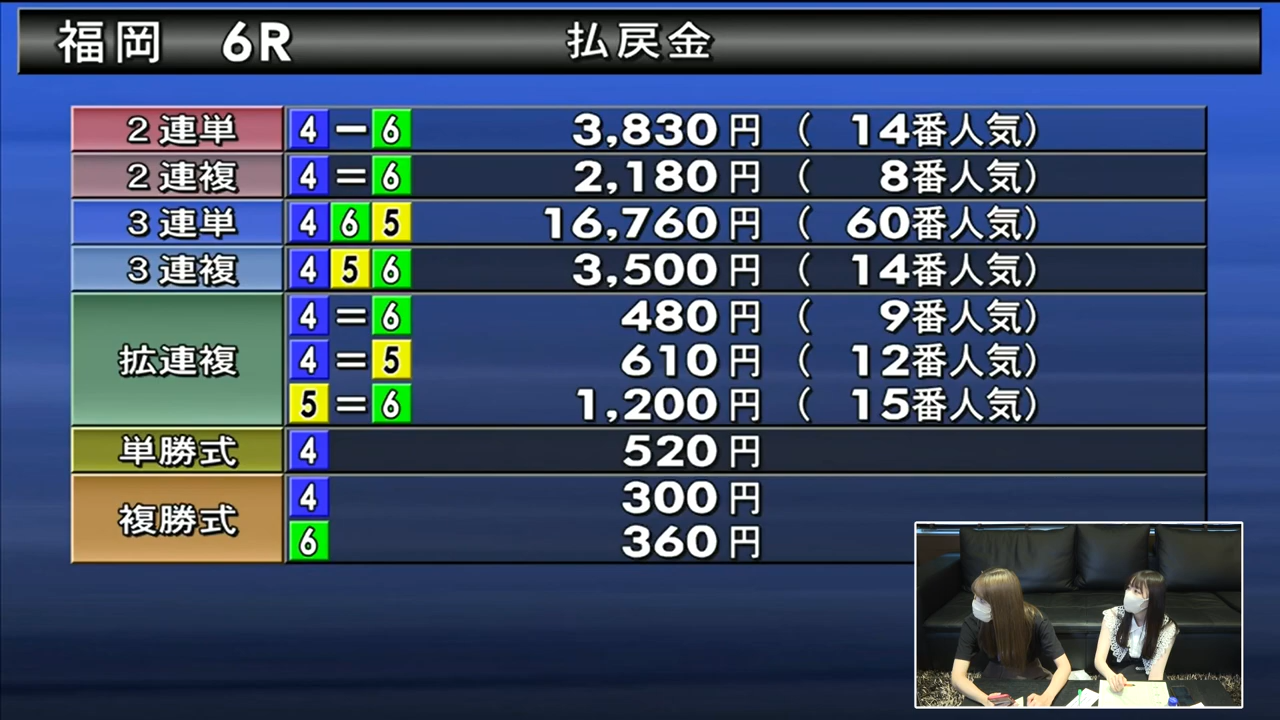 福岡 6R 払戻金
2連単 4-6 3,830円 ( 14番人気)
2連複 4=6 2,180円 ( 8番人気)
3連単 4 6 5 16,760円 ( 60番人気)
3連複 4 5 6 3,500円 ( 14番人気)
拡連複 4=6 480円 ( 9番人気)
4=5 610円 ( 12番人気)
5=6 1,200円 ( 15番人気)
単勝式 4 520円
複勝式 4 300円
6 360円